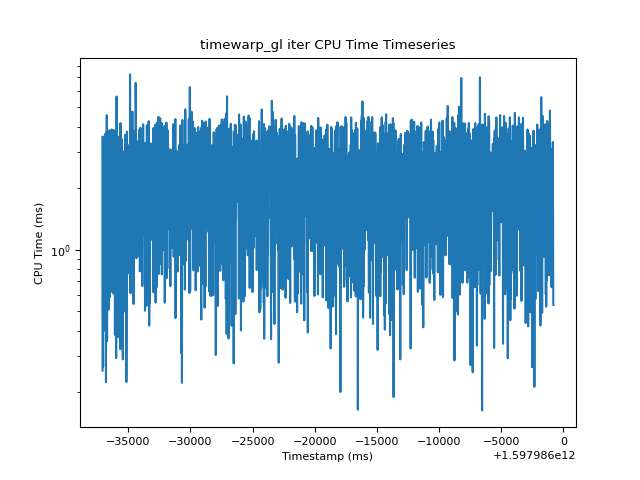 timewarp_gl iter CPU Time Timeseries
CPU Time (ms)
10⁰
−35000 −30000 −25000 −20000 −15000 −10000 −5000 0
Timestamp (ms)
+1.597986e12